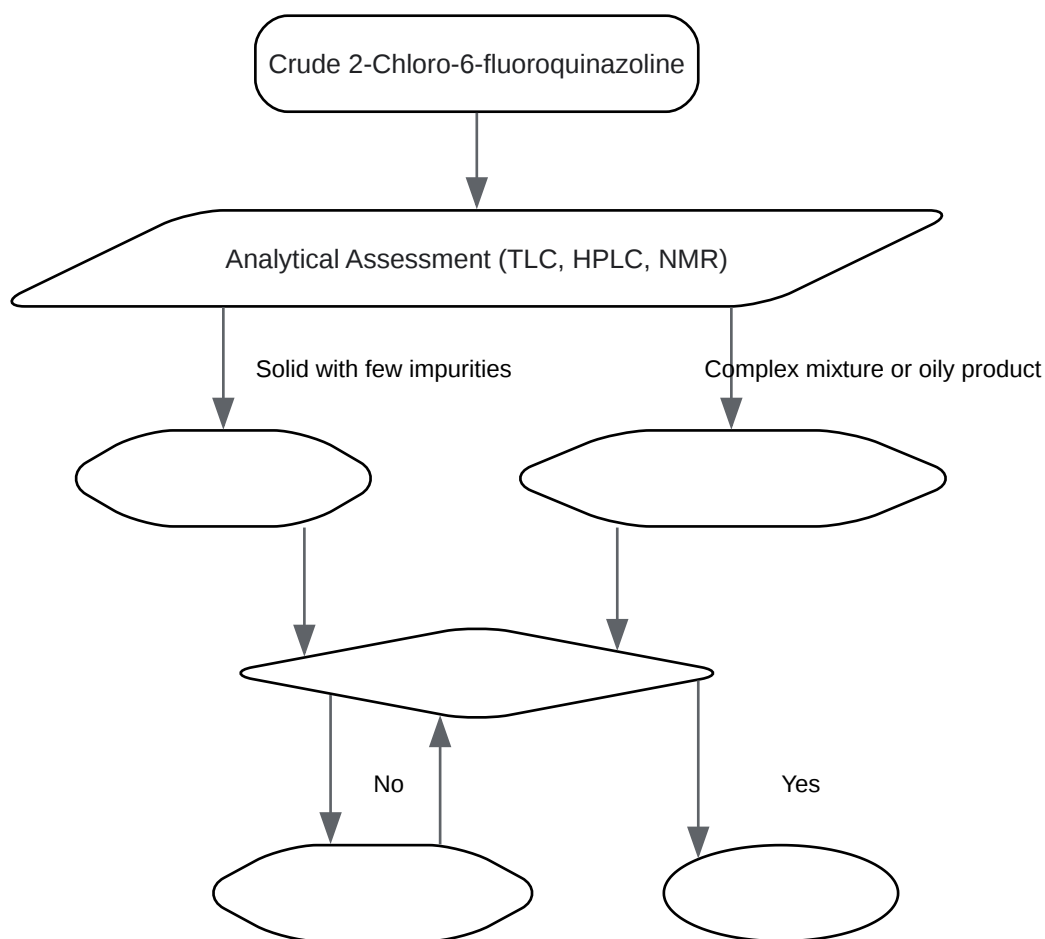 Crude 2-Chloro-6-fluoroquinazoline
Analytical Assessment (TLC, HPLC, NMR)
Solid with few impurities
Complex mixture or oily product
No
Yes